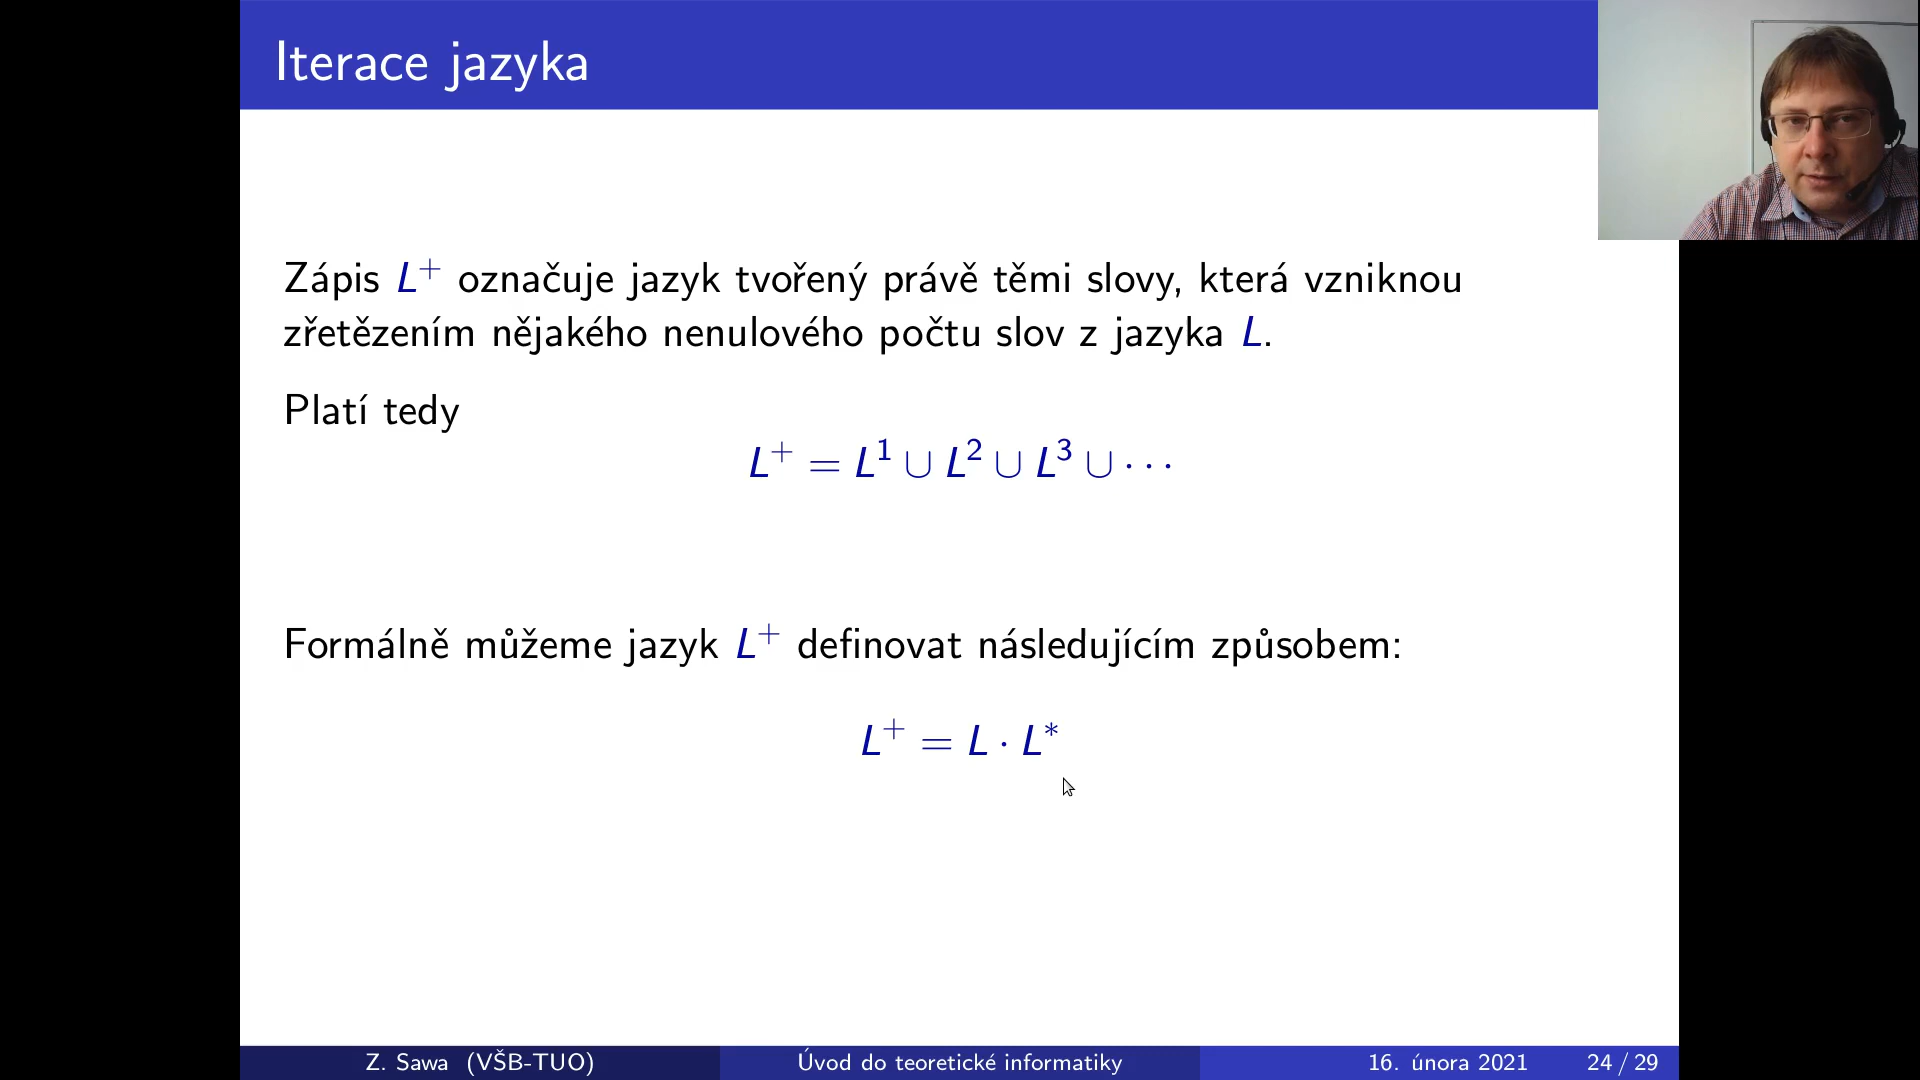 Iterace jazyka
Zápis L⁺ označuje jazyk tvořený právě těmi slovy, která vzniknou
zřetězením nějakého nenulového počtu slov z jazyka L.
Platí tedy
L⁺ = L¹ ∪ L² ∪ L³ ∪ ···
Formálně můžeme jazyk L⁺ definovat následujícím způsobem:
L⁺ = L · L*
Z. Sawa (VŠB-TUO) Úvod do teoretické informatiky 16. února 2021 24 / 29